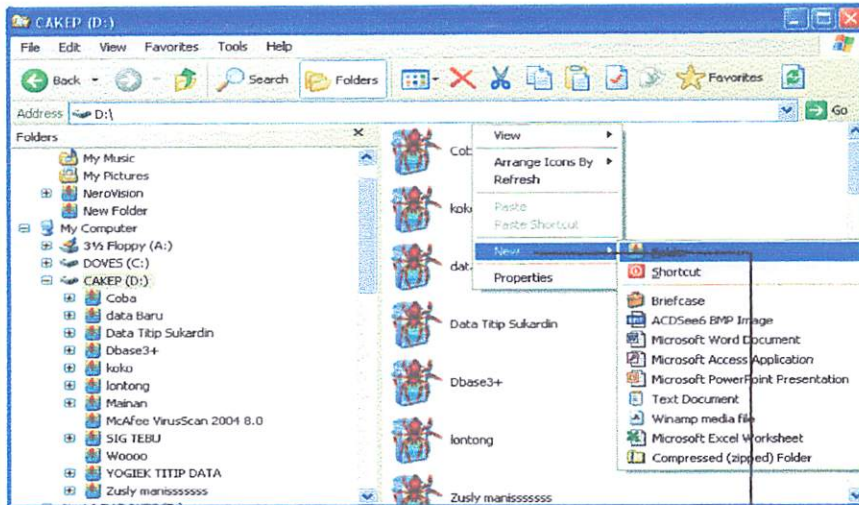 CAKEP (D:)
File Edit View Favorites Tools Help
Back Search Folders Favorites
Address D:\ Go
Folders
My Music
My Pictures
NeroVision
New Folder
My Computer
3½ Floppy (A:)
DOVES (C:)
CAKEP (D:)
Coba
data Baru
Data Titip Sukardin
Dbase3+
koko
lontong
Mainan
McAfee VirusScan 2004 8.0
SIG TEBU
Woooo
YOGIEK TITIP DATA
Zusly manisssssss
Cob
koko
data
Data Titip Sukardin
Dbase3+
lontong
Zusly manisssssss
View
Arrange Icons By
Refresh
Paste
Paste Shortcut
New
Properties
Folder
Shortcut
Briefcase
ACDSee6 BMP Image
Microsoft Word Document
Microsoft Access Application
Microsoft PowerPoint Presentation
Text Document
Winamp media file
Microsoft Excel Worksheet
Compressed (zipped) Folder